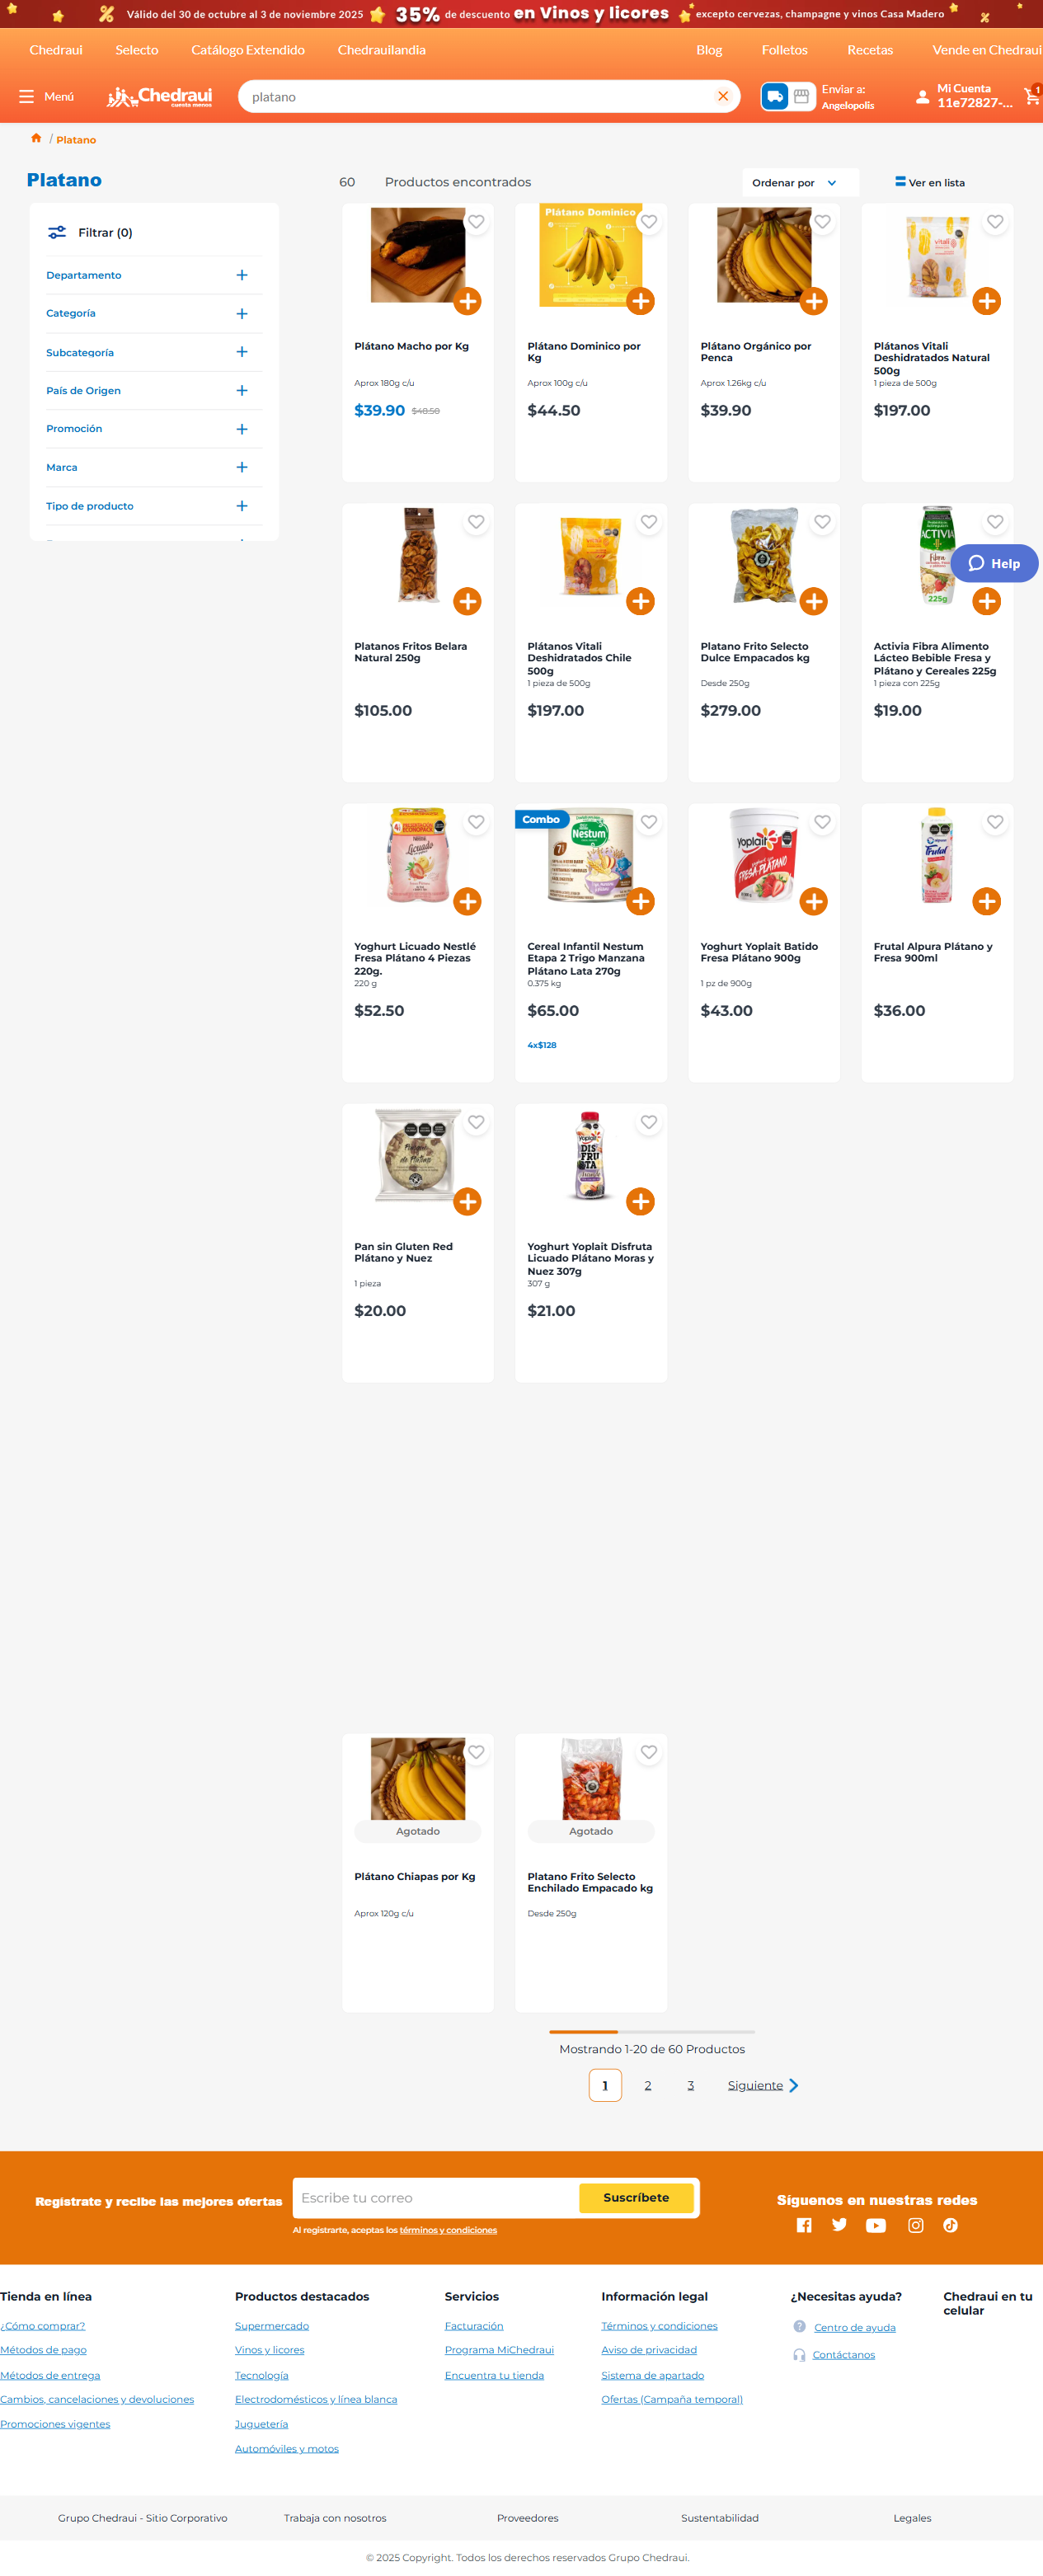 Válido del 30 de octubre al 3 de noviembre 2025 35% de descuento en Vinos y licores excepto cervezas, champagne y vinos Casa Madero
Chedraui Selecto Catálogo Extendido Chedrauilandia Blog Folletos Recetas Vende en Chedraui
Menú Chedraui cuesta menos platano Enviar a: Angelopolis Mi Cuenta 11e72827-... 1
/ Platano
Platano
60 Productos encontrados Ordenar por Ver en lista
Filtrar (0)
Departamento
Categoría
Subcategoría
País de Origen
Promoción
Marca
Tipo de producto
Plátano Macho por Kg
Aprox 180g c/u
$39.90 $48.50
Plátano Dominico
Plátano Dominico por
Kg
Aprox 100g c/u
$44.50
Plátano Orgánico por
Penca
Aprox 1.26kg c/u
$39.90
Plátanos Vitali
Deshidratados Natural
500g
1 pieza de 500g
$197.00
Platanos Fritos Belara
Natural 250g
$105.00
Plátanos Vitali
Deshidratados Chile
500g
1 pieza de 500g
$197.00
Platano Frito Selecto
Dulce Empacados kg
Desde 250g
$279.00
ACTIVIA
Fibra
225g
Help
Activia Fibra Alimento
Lácteo Bebible Fresa y
Plátano y Cereales 225g
1 pieza con 225g
$19.00
Licuado
Yoghurt Licuado Nestlé
Fresa Plátano 4 Piezas
220g.
220 g
$52.50
Combo
Nestum
Cereal Infantil Nestum
Etapa 2 Trigo Manzana
Plátano Lata 270g
0.375 kg
$65.00
4x$128
Yoplait
FRESA-PLÁTANO
Yoghurt Yoplait Batido
Fresa Plátano 900g
1 pz de 900g
$43.00
Frutal
Frutal Alpura Plátano y
Fresa 900ml
$36.00
de Plátano
Pan sin Gluten Red
Plátano y Nuez
1 pieza
$20.00
Yoplait
DIS
FRU
TA
Yoghurt Yoplait Disfruta
Licuado Plátano Moras y
Nuez 307g
307 g
$21.00
Agotado
Plátano Chiapas por Kg
Aprox 120g c/u
Agotado
Platano Frito Selecto
Enchilado Empacado kg
Desde 250g
Mostrando 1-20 de 60 Productos
1 2 3 Siguiente
Regístrate y recibe las mejores ofertas
Escribe tu correo Suscríbete
Al registrarte, aceptas los términos y condiciones
Síguenos en nuestras redes
Tienda en línea
¿Cómo comprar?
Métodos de pago
Métodos de entrega
Cambios, cancelaciones y devoluciones
Promociones vigentes
Productos destacados
Supermercado
Vinos y licores
Tecnología
Electrodomésticos y línea blanca
Juguetería
Automóviles y motos
Servicios
Facturación
Programa MiChedraui
Encuentra tu tienda
Información legal
Términos y condiciones
Aviso de privacidad
Sistema de apartado
Ofertas (Campaña temporal)
¿Necesitas ayuda?
Centro de ayuda
Contáctanos
Chedraui en tu
celular
Grupo Chedraui - Sitio Corporativo Trabaja con nosotros Proveedores Sustentabilidad Legales
© 2025 Copyright. Todos los derechos reservados Grupo Chedraui.